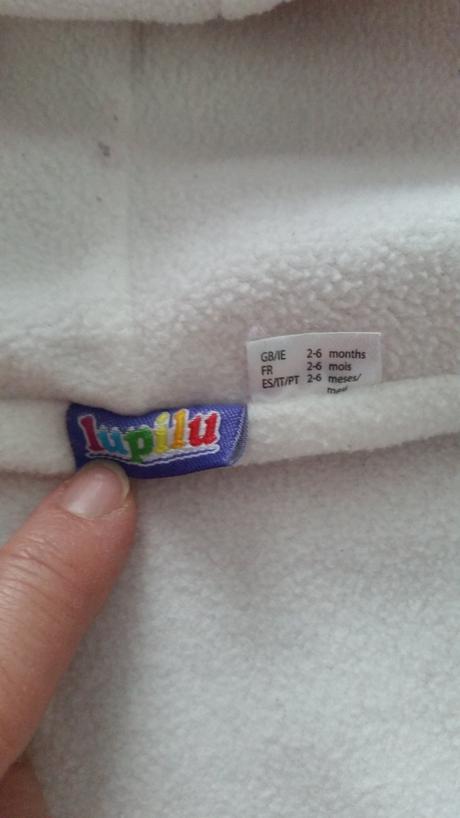 GB/IE 2-6 months
FR 2-6 mois
ES/IT/PT 2-6 meses/
lupilu